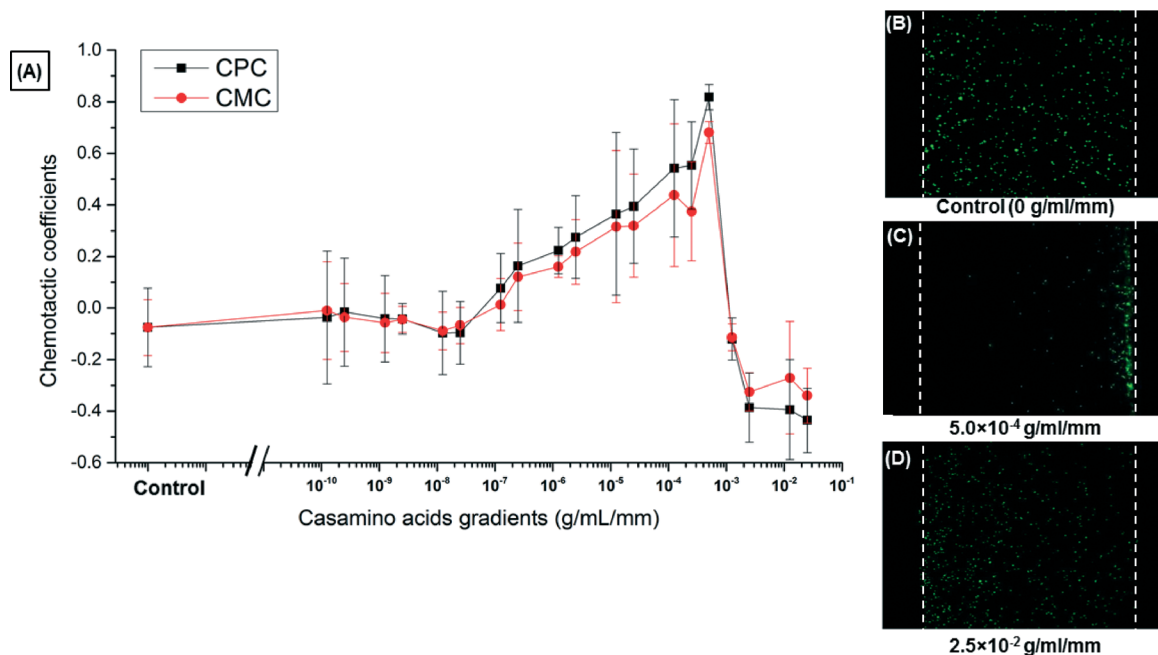 (A)
CPC
CMC
Chemotactic coefficients
1.0
0.8
0.6
0.4
0.2
0.0
-0.2
-0.4
-0.6
Control
10⁻¹⁰ 10⁻⁹ 10⁻⁸ 10⁻⁷ 10⁻⁶ 10⁻⁵ 10⁻⁴ 10⁻³ 10⁻² 10⁻¹
Casamino acids gradients (g/mL/mm)
(B)
Control (0 g/ml/mm)
(C)
5.0×10⁻⁴ g/ml/mm
(D)
2.5×10⁻² g/ml/mm